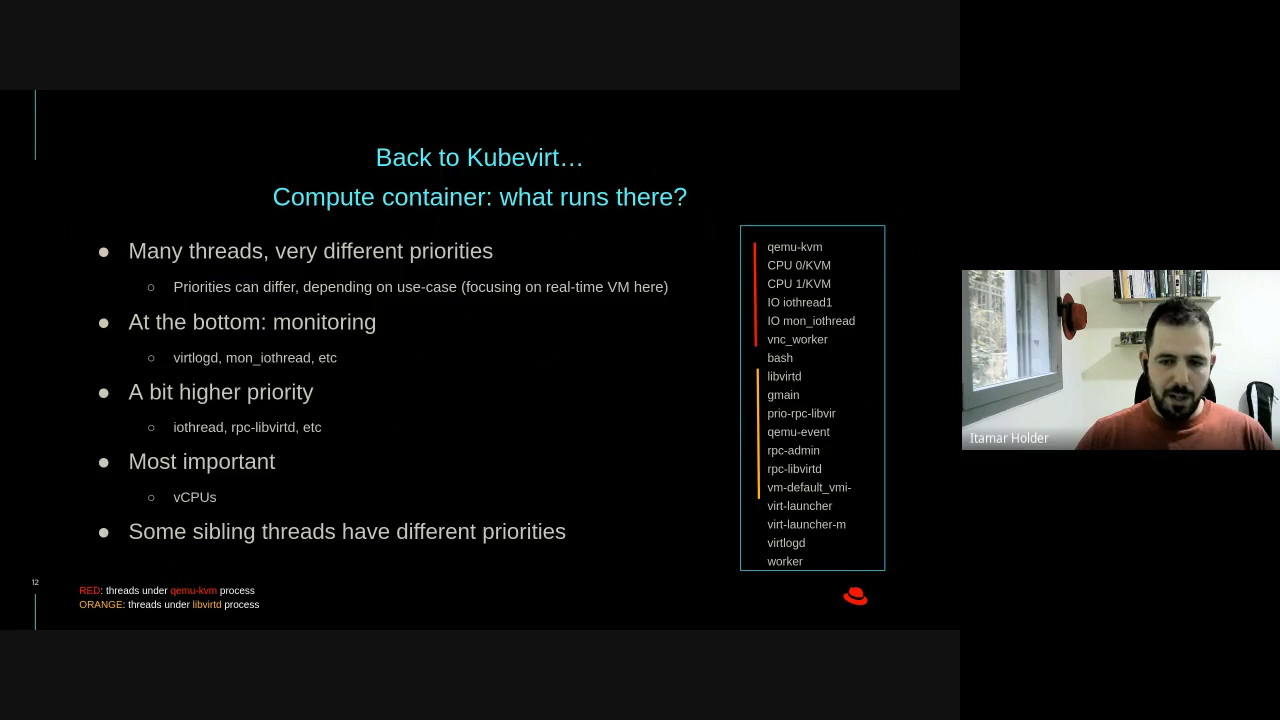 Back to Kubevirt…
Compute container: what runs there?
● Many threads, very different priorities
○ Priorities can differ, depending on use-case (focusing on real-time VM here)
● At the bottom: monitoring
○ virtlogd, mon_iothread, etc
● A bit higher priority
○ iothread, rpc-libvirtd, etc
● Most important
○ vCPUs
● Some sibling threads have different priorities
qemu-kvm
CPU 0/KVM
CPU 1/KVM
IO iothread1
IO mon_iothread
vnc_worker
bash
libvirtd
gmain
prio-rpc-libvir
qemu-event
rpc-admin
rpc-libvirtd
vm-default_vmi-
virt-launcher
virt-launcher-m
virtlogd
worker
12
RED: threads under qemu-kvm process
ORANGE: threads under libvirtd process
Itamar Holder